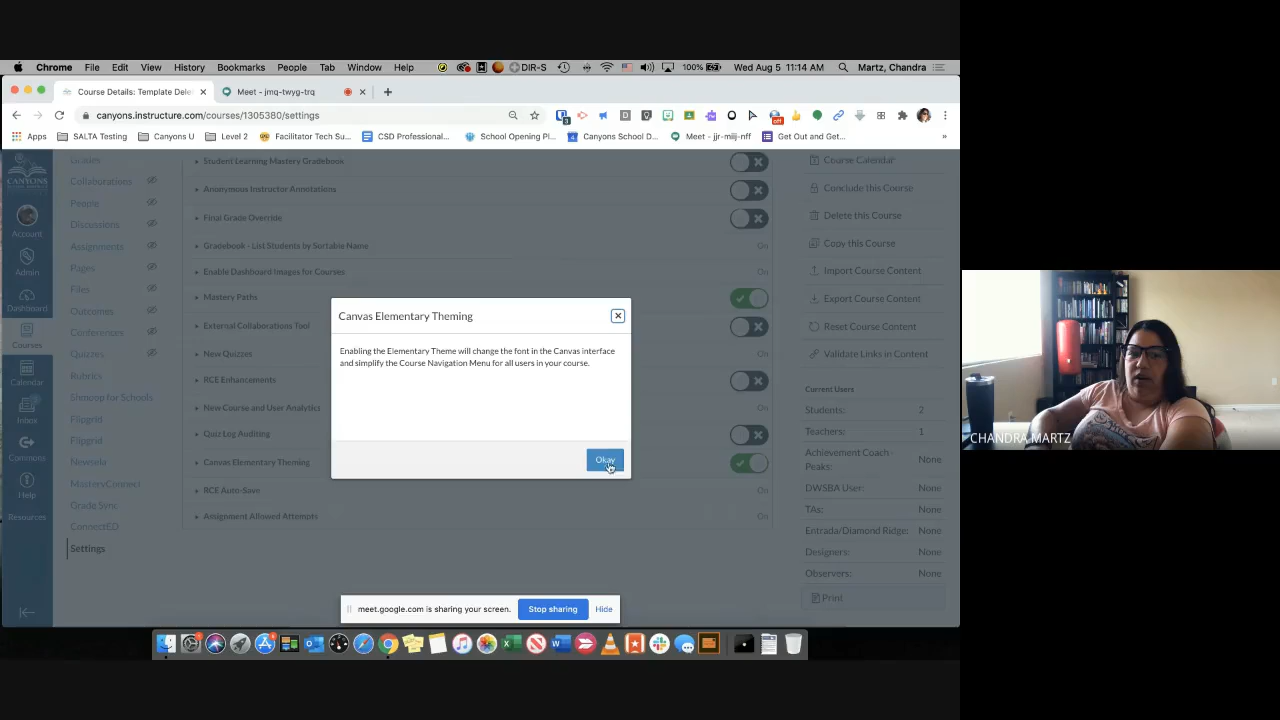 Chrome File Edit View History Bookmarks People Tab Window Help DIR-S 100% Wed Aug 5 11:14 AM Martz, Chandra
Course Details: Template Dele
Meet - jmq-twyg-trq
canyons.instructure.com/courses/1305380/settings
Apps SALTA Testing Canyons U Level 2 Facilitator Tech Su... CSD Professional... School Opening Pl... Canyons School D... Meet - jjr-miij-nff Get Out and Get... »
CANYONS
Account
Admin
Dashboard
Courses
Calendar
Inbox
Commons
Help
Resources
Grades
Collaborations
People
Discussions
Assignments
Pages
Files
Outcomes
Conferences
Quizzes
Rubrics
Shmoop for Schools
Flipgrid
Flipgrid
Newsela
MasteryConnect
Grade Sync
ConnectED
Settings
Student Learning Mastery Gradebook
Anonymous Instructor Annotations
Final Grade Override
Gradebook - List Students by Sortable Name On
Enable Dashboard Images for Courses On
Mastery Paths
External Collaborations Tool
New Quizzes On
RCE Enhancements
New Course and User Analytics On
Quiz Log Auditing
Canvas Elementary Theming
RCE Auto-Save On
Assignment Allowed Attempts On
Canvas Elementary Theming
Enabling the Elementary Theme will change the font in the Canvas interface
and simplify the Course Navigation Menu for all users in your course.
Okay
Course Calendar
Conclude this Course
Delete this Course
Copy this Course
Import Course Content
Export Course Content
Reset Course Content
Validate Links in Content
Current Users
Students: 2
Teachers: 1
Achievement Coach -
Peaks: None
DWSBA User: None
TAs: None
Entrada/Diamond Ridge: None
Designers: None
Observers: None
Print
meet.google.com is sharing your screen. Stop sharing Hide
CHANDRA MARTZ